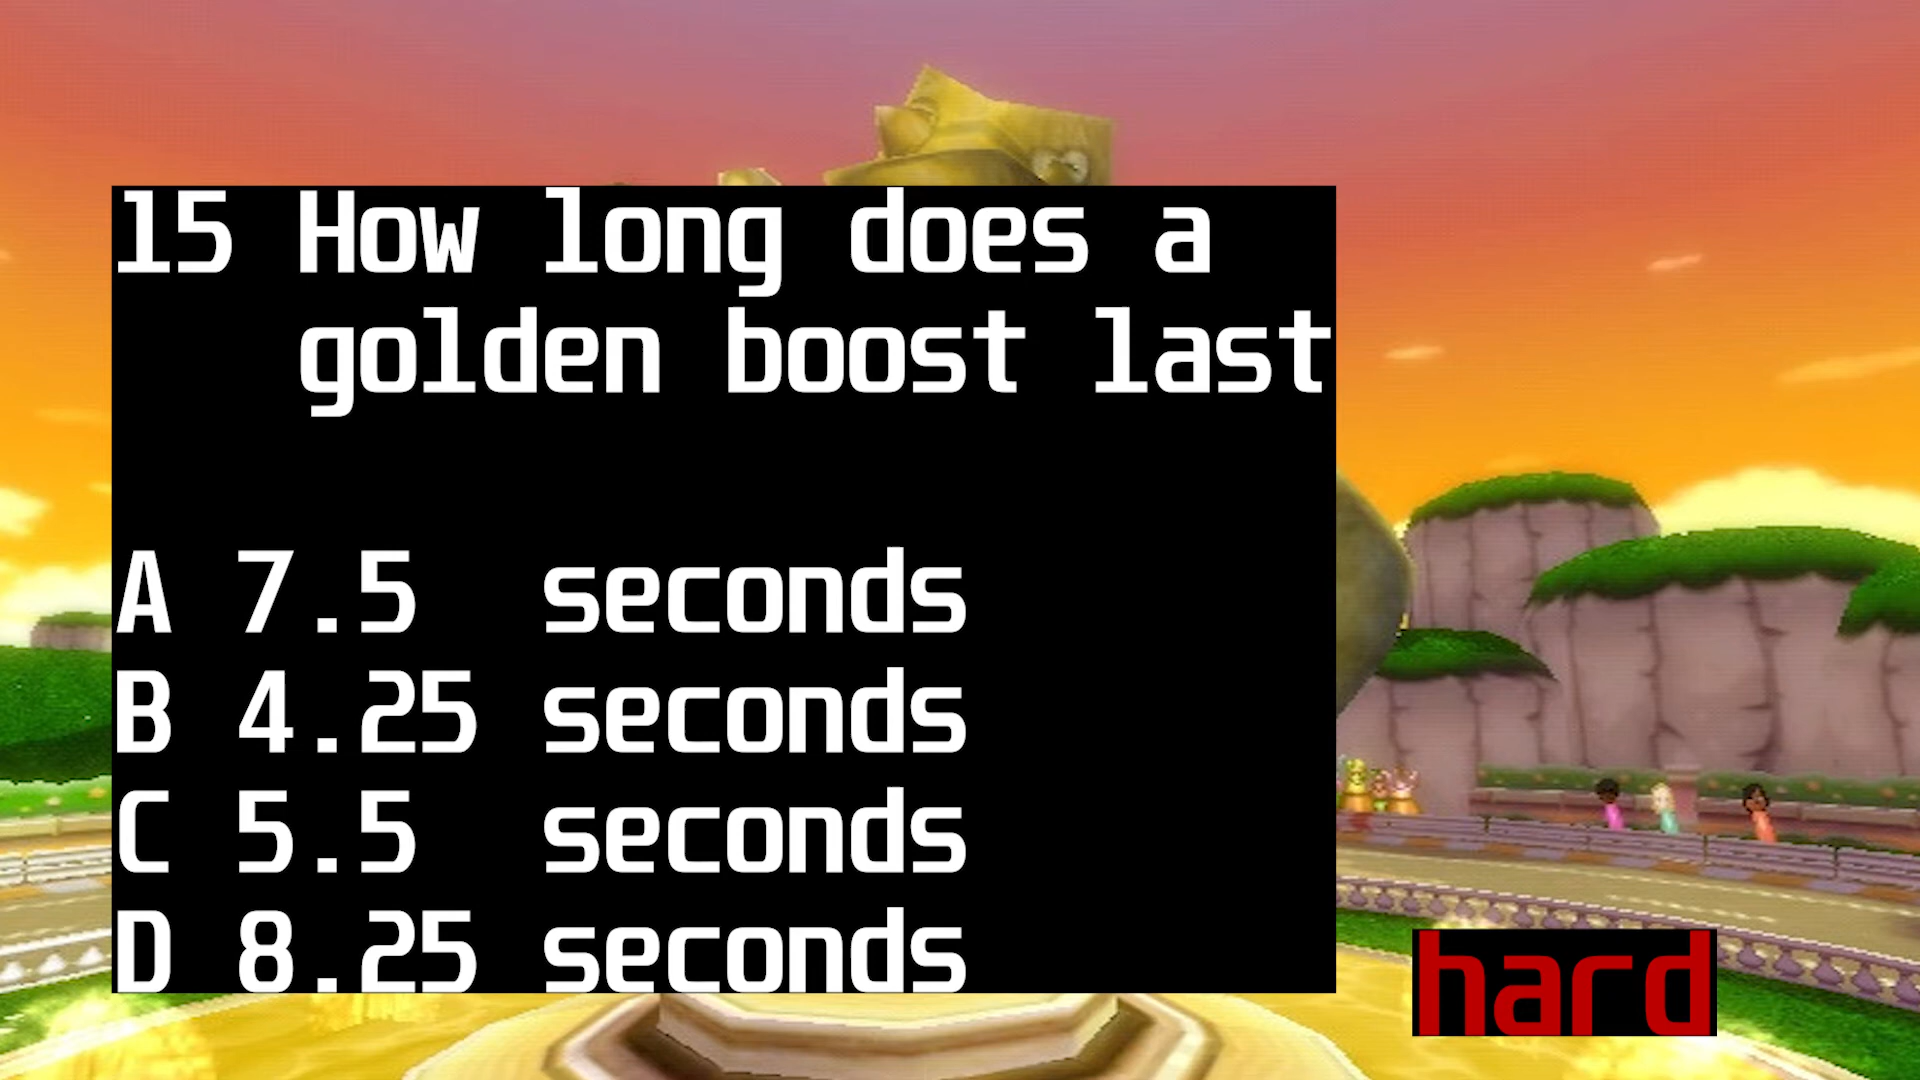 15 How long does a
golden boost last
A 7.5 seconds
B 4.25 seconds
C 5.5 seconds
D 8.25 seconds
hard